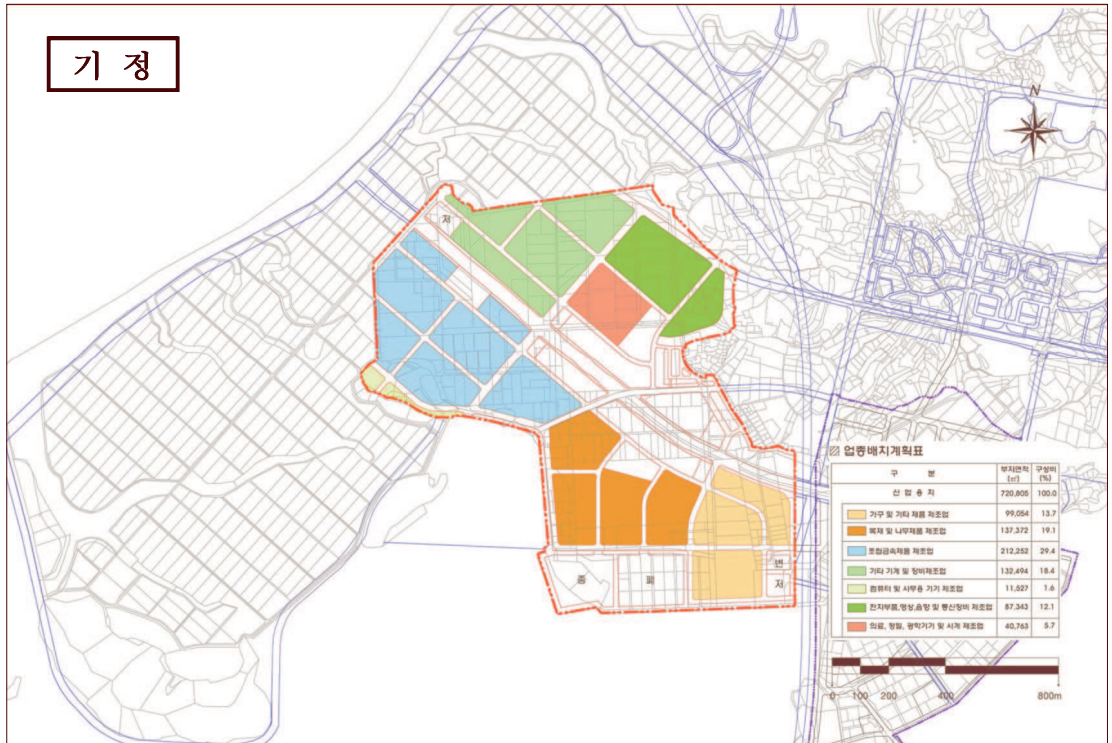 기 정
N
저
종
폐
변
저
업종배치계획표
구 분 부지면적 (㎡) 구성비 (%)
산 업 용 지 720,805 100.0
가구 및 기타 제품 제조업 99,054 13.7
목재 및 나무제품 제조업 137,372 19.1
조립금속제품 제조업 212,252 29.4
기타 기계 및 장비제조업 132,494 18.4
컴퓨터 및 사무용 기기 제조업 11,527 1.6
전자부품,영상,음향 및 통신장비 제조업 87,343 12.1
의료, 정밀, 광학기기 및 시계 제조업 40,763 5.7
0 100 200 400 800m